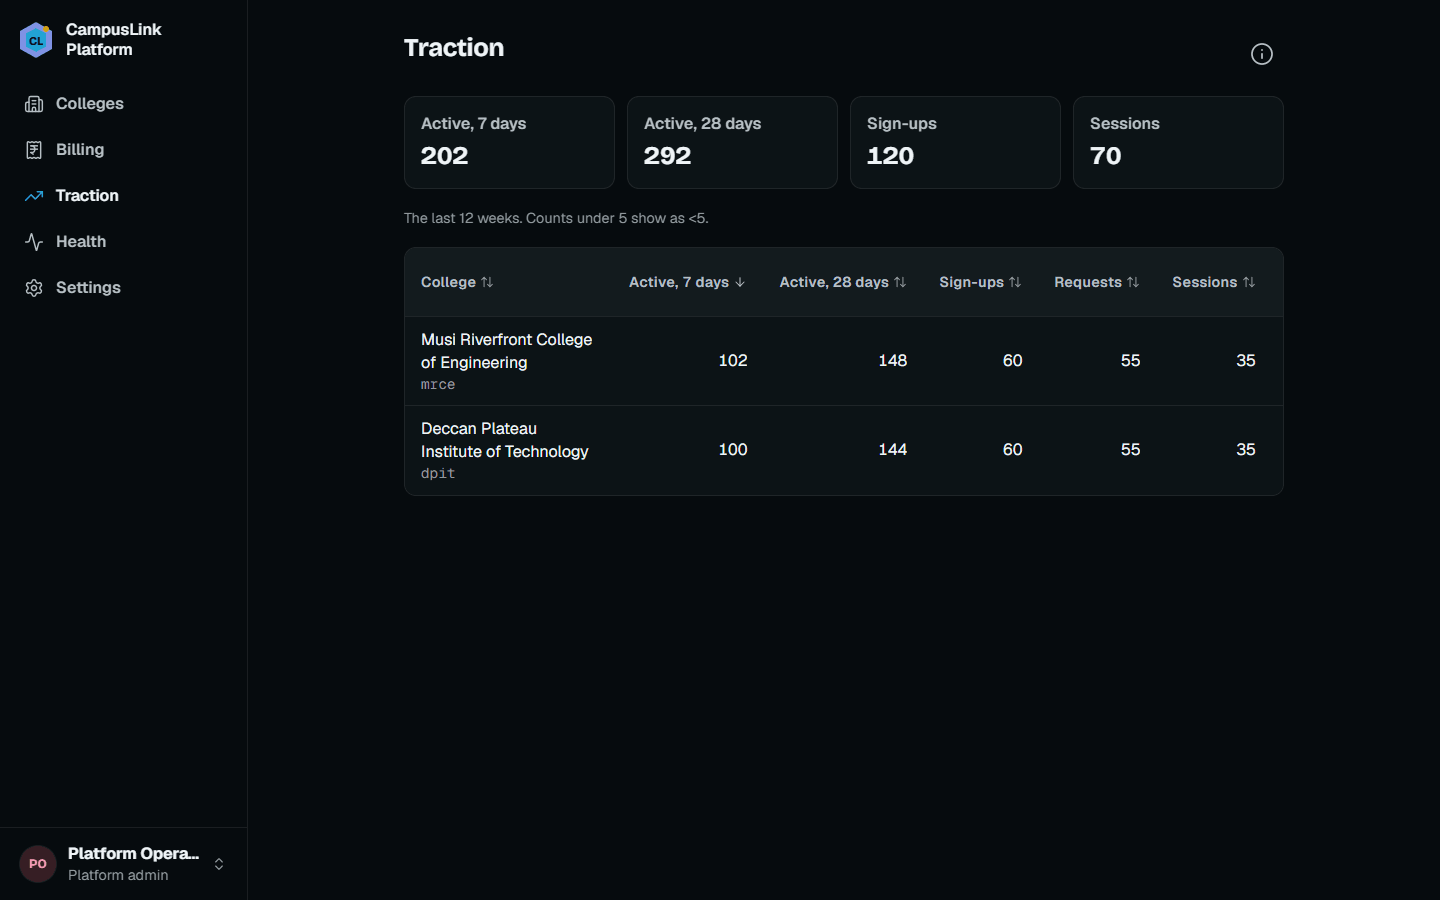 CL
CampusLink
Platform
Colleges
Billing
Traction
Health
Settings
PO
Platform Opera...
Platform admin
Traction
Active, 7 days
202
Active, 28 days
292
Sign-ups
120
Sessions
70
The last 12 weeks. Counts under 5 show as <5.
College Active, 7 days Active, 28 days Sign-ups Requests Sessions
Musi Riverfront College
of Engineering
mrce
102 148 60 55 35
Deccan Plateau
Institute of Technology
dpit
100 144 60 55 35